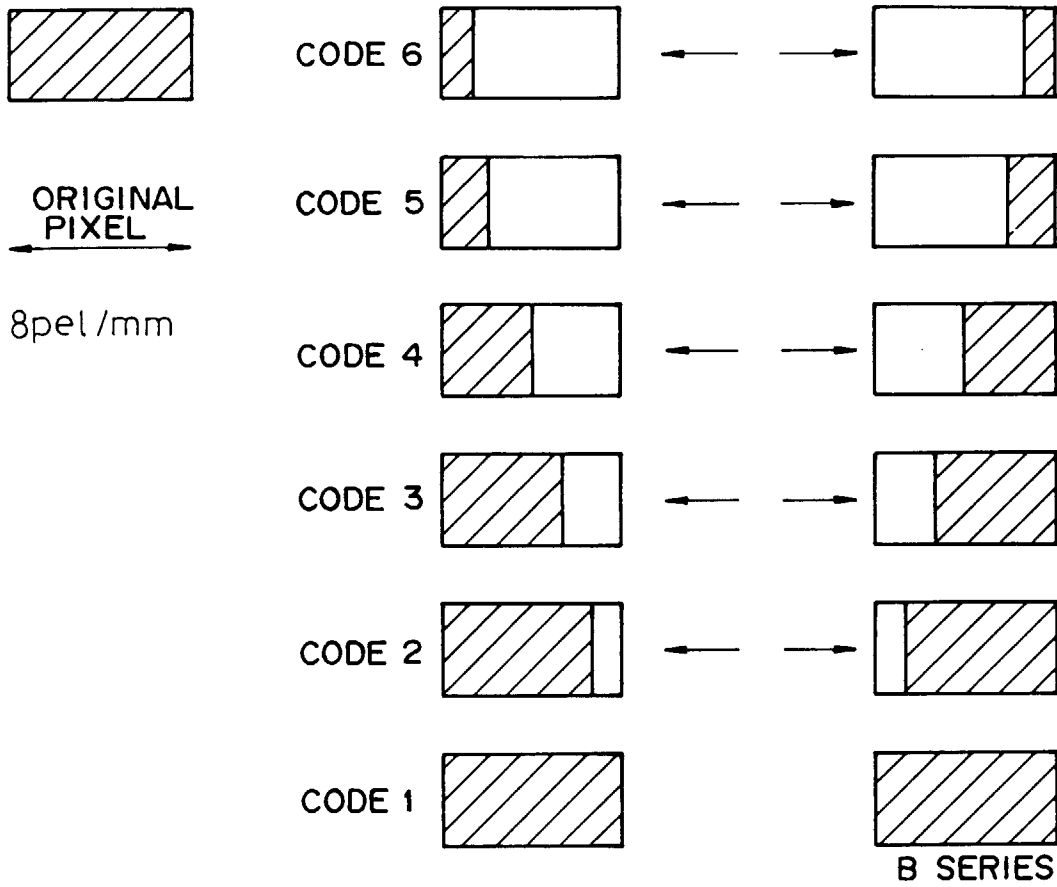 CODE 6
ORIGINAL
PIXEL
CODE 5
8pel/mm
CODE 4
CODE 3
CODE 2
CODE 1
B SERIES